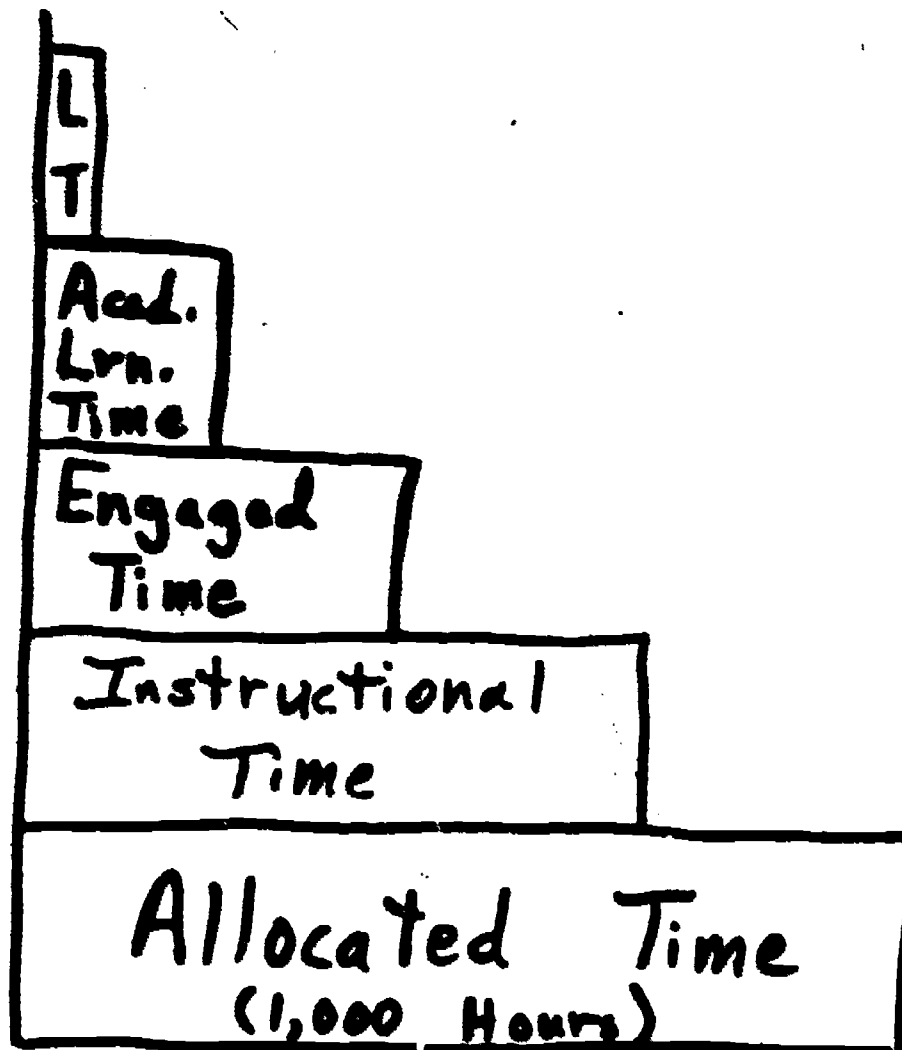 L
T
Acad.
Lrn.
Time
Engaged
Time
Instructional
Time
Allocated Time
(1,000 Hours)